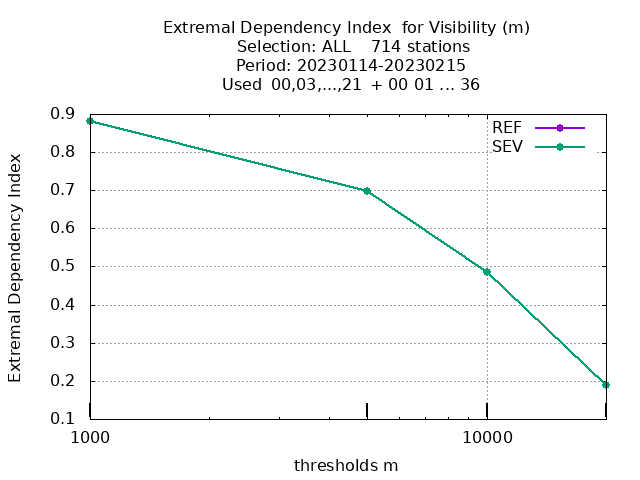 Extremal Dependency Index  for Visibility (m)
Selection: ALL    714 stations
Period: 20230114-20230215
Used  00,03,...,21  + 00 01 ... 36
REF
SEV
Extremal Dependency Index
0.9
0.8
0.7
0.6
0.5
0.4
0.3
0.2
0.1
1000 10000
thresholds m